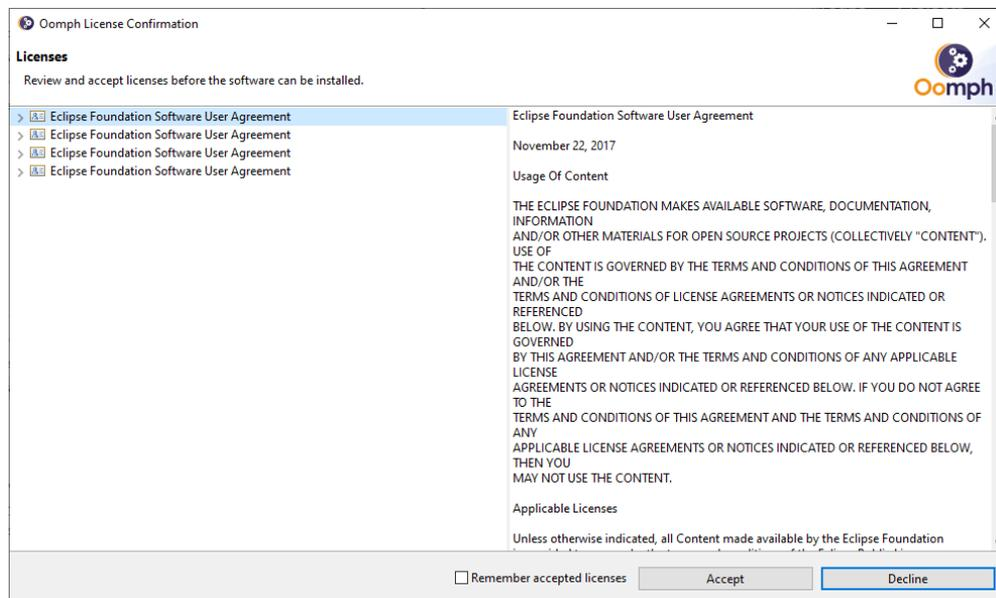 Oomph License Confirmation
Licenses
Review and accept licenses before the software can be installed.
Oomph
Eclipse Foundation Software User Agreement
Eclipse Foundation Software User Agreement
Eclipse Foundation Software User Agreement
Eclipse Foundation Software User Agreement
Eclipse Foundation Software User Agreement
November 22, 2017
Usage Of Content
THE ECLIPSE FOUNDATION MAKES AVAILABLE SOFTWARE, DOCUMENTATION,
INFORMATION
AND/OR OTHER MATERIALS FOR OPEN SOURCE PROJECTS (COLLECTIVELY "CONTENT").
USE OF
THE CONTENT IS GOVERNED BY THE TERMS AND CONDITIONS OF THIS AGREEMENT
AND/OR THE
TERMS AND CONDITIONS OF LICENSE AGREEMENTS OR NOTICES INDICATED OR
REFERENCED
BELOW. BY USING THE CONTENT, YOU AGREE THAT YOUR USE OF THE CONTENT IS
GOVERNED
BY THIS AGREEMENT AND/OR THE TERMS AND CONDITIONS OF ANY APPLICABLE
LICENSE
AGREEMENTS OR NOTICES INDICATED OR REFERENCED BELOW. IF YOU DO NOT AGREE
TO THE
TERMS AND CONDITIONS OF THIS AGREEMENT AND THE TERMS AND CONDITIONS OF
ANY
APPLICABLE LICENSE AGREEMENTS OR NOTICES INDICATED OR REFERENCED BELOW,
THEN YOU
MAY NOT USE THE CONTENT.
Applicable Licenses
Unless otherwise indicated, all Content made available by the Eclipse Foundation
Remember accepted licenses
Accept
Decline